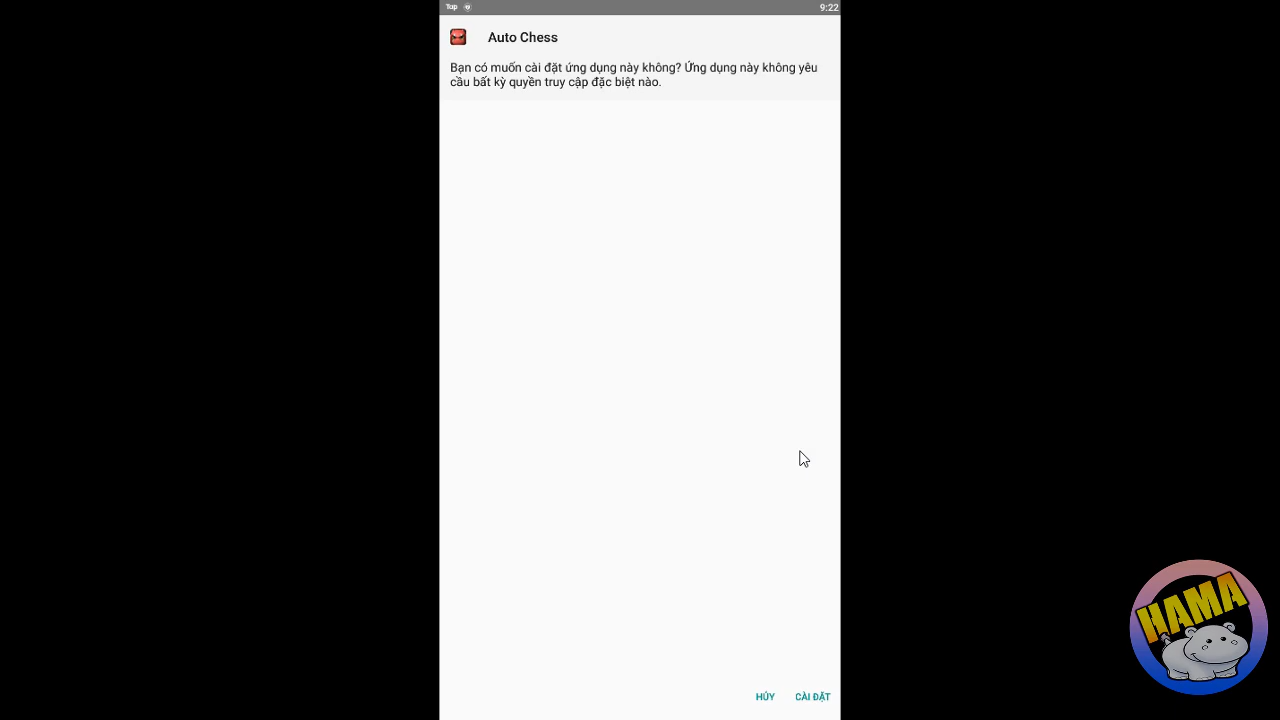 Tap
9:22
Auto Chess
Bạn có muốn cài đặt ứng dụng này không? Ứng dụng này không yêu
cầu bất kỳ quyền truy cập đặc biệt nào.
HAMA
HỦY
CÀI ĐẶT